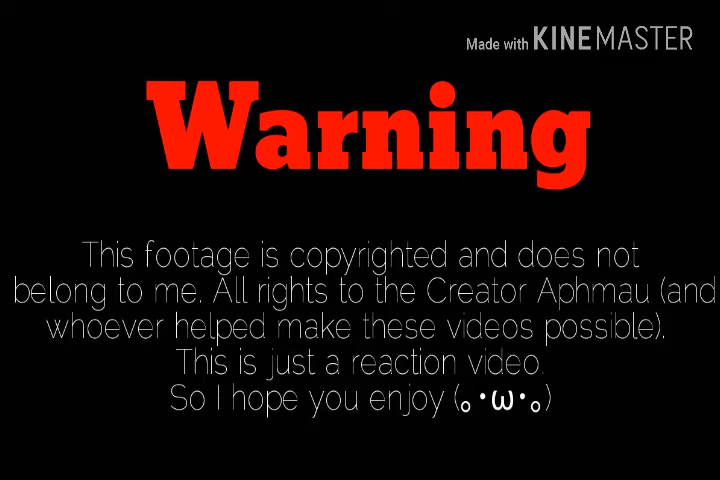 Made with KINEMASTER
Warning
This footage is copyrighted and does not
belong to me. All rights to the Creator Aphmau (and
whoever helped make these videos possible).
This is just a reaction video.
So I hope you enjoy (｡･ω･｡)